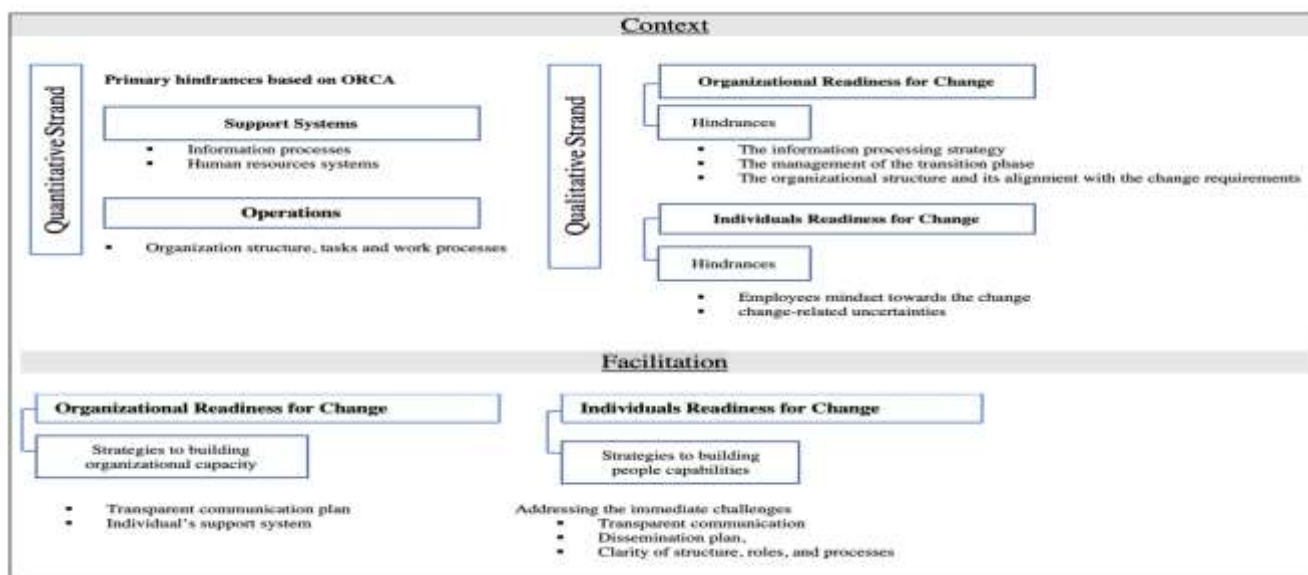 Context
Quantitative Strand
Primary hindrances based on ORCA
Support Systems
▪ Information processes
▪ Human resources systems
Operations
▪ Organization structure, tasks and work processes
Qualitative Strand
Organizational Readiness for Change
Hindrances
▪ The information processing strategy
▪ The management of the transition phase
▪ The organizational structure and its alignment with the change requirements
Individuals Readiness for Change
Hindrances
▪ Employees mindset towards the change
▪ change-related uncertainties
Facilitation
Organizational Readiness for Change
Strategies to building
organizational capacity
▪ Transparent communication plan
▪ Individual's support system
Individuals Readiness for Change
Strategies to building
people capabilities
Addressing the immediate challenges
▪ Transparent communication
▪ Dissemination plan,
▪ Clarity of structure, roles, and processes